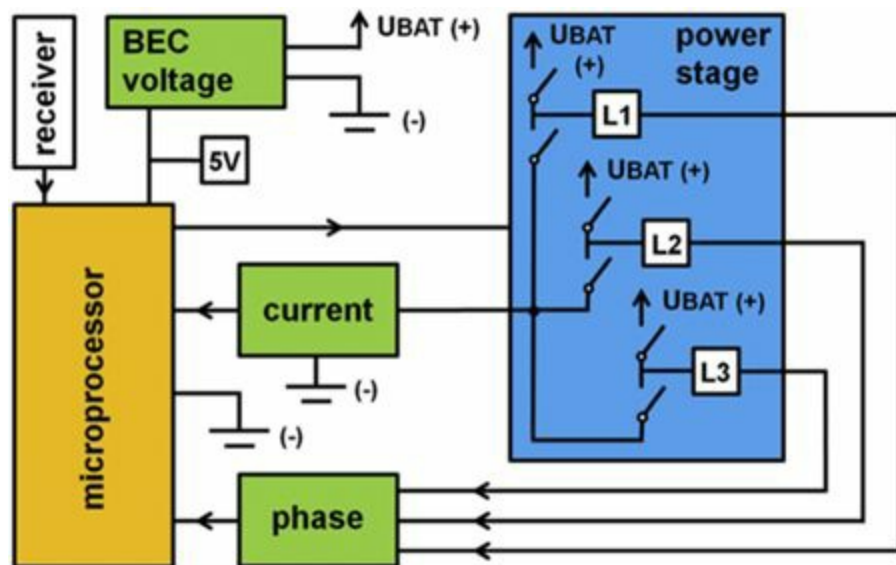 BEC
voltage
UBAT (+)
(-)
receiver
5V
UBAT
(+)
power
stage
L1
UBAT (+)
L2
UBAT (+)
L3
microprocessor
current
(-)
(-)
phase